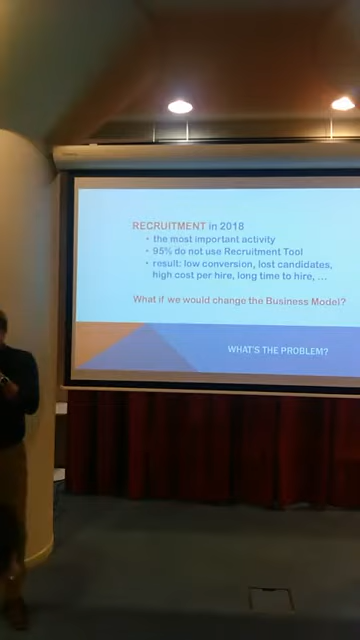 RECRUITMENT in 2018
• the most important activity
• 95% do not use Recruitment Tool
• result: low conversion, lost candidates,
high cost per hire, long time to hire, ...
What if we would change the Business Model?
WHAT'S THE PROBLEM?